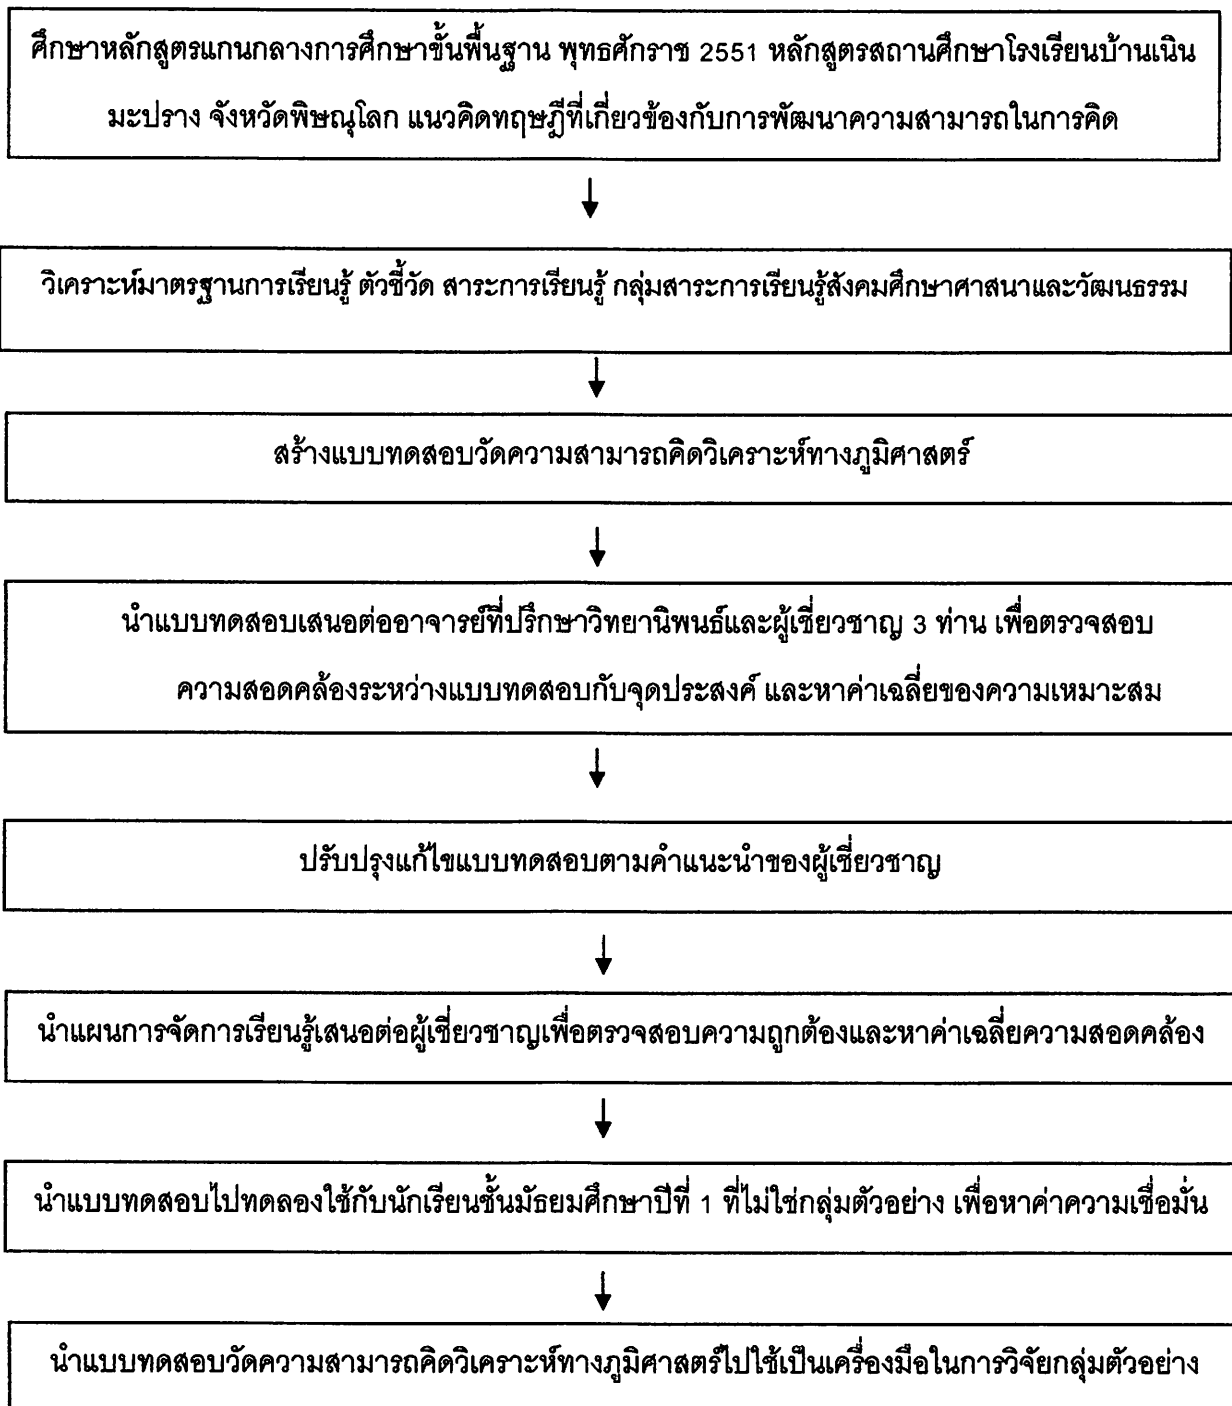 ศึกษาหลักสูตรแกนกลางการศึกษาขั้นพื้นฐาน พุทธศักราช 2551 หลักสูตรสถานศึกษาโรงเรียนบ้านเนิน
มะปราง จังหวัดพิษณุโลก แนวคิดทฤษฎีที่เกี่ยวข้องกับการพัฒนาความสามารถในการคิด
วิเคราะห์มาตรฐานการเรียนรู้ ตัวชี้วัด สาระการเรียนรู้ กลุ่มสาระการเรียนรู้สังคมศึกษาศาสนาและวัฒนธรรม
สร้างแบบทดสอบวัดความสามารถคิดวิเคราะห์ทางภูมิศาสตร์
นำแบบทดสอบเสนอต่ออาจารย์ที่ปรึกษาวิทยานิพนธ์และผู้เชี่ยวชาญ 3 ท่าน เพื่อตรวจสอบ
ความสอดคล้องระหว่างแบบทดสอบกับจุดประสงค์ และหาค่าเฉลี่ยของความเหมาะสม
ปรับปรุงแก้ไขแบบทดสอบตามคำแนะนำของผู้เชี่ยวชาญ
นำแผนการจัดการเรียนรู้เสนอต่อผู้เชี่ยวชาญเพื่อตรวจสอบความถูกต้องและหาค่าเฉลี่ยความสอดคล้อง
นำแบบทดสอบไปทดลองใช้กับนักเรียนชั้นมัธยมศึกษาปีที่ 1 ที่ไม่ใช่กลุ่มตัวอย่าง เพื่อหาค่าความเชื่อมั่น
นำแบบทดสอบวัดความสามารถคิดวิเคราะห์ทางภูมิศาสตร์ไปใช้เป็นเครื่องมือในการวิจัยกลุ่มตัวอย่าง